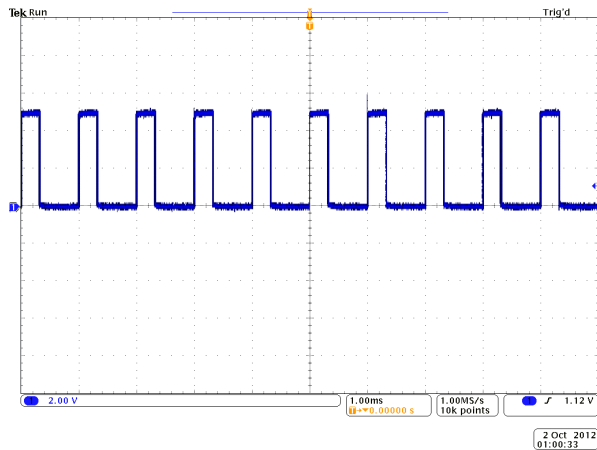 Tek Run Trig'd
T
T
1
1 2.00 V
1.00ms
T→▼0.00000 s
1.00MS/s
10k points
1 ∫ 1.12 V
2 Oct 2012
01:00:33